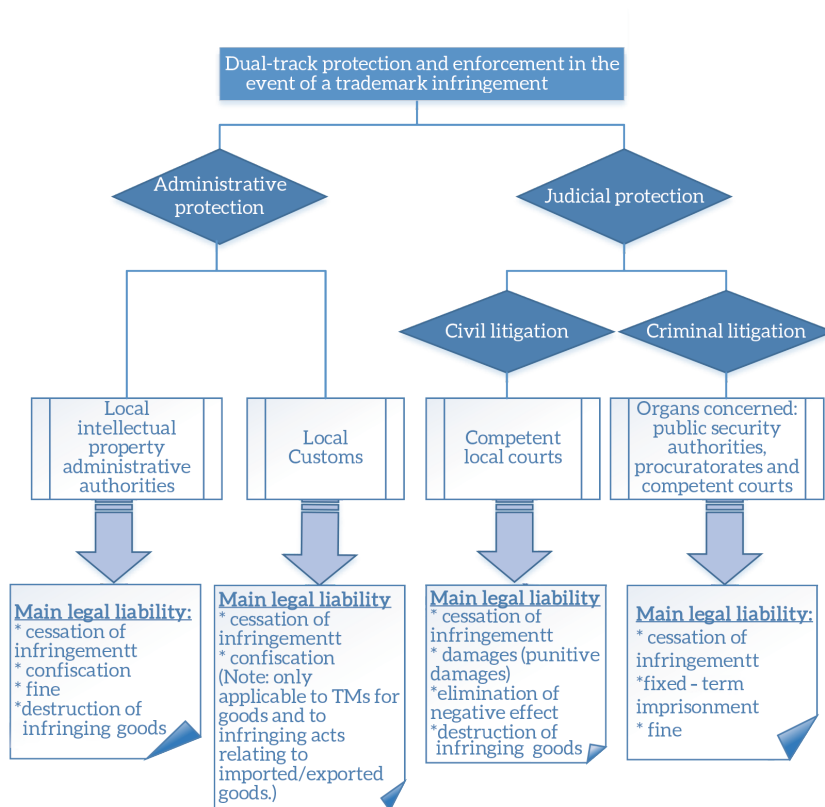 Dual-track protection and enforcement in the
event of a trademark infringement
Administrative
protection
Judicial protection
Civil litigation
Criminal litigation
Local
intellectual
property
administrative
authorities
Local
Customs
Competent
local courts
Organs concerned:
public security
authorities,
procuratorates and
competent courts
Main legal liability:
* cessation of
infringementt
* confiscation
* fine
*destruction of
infringing goods
Main legal liability
* cessation of
infringementt
* confiscation
(Note: only
applicable to TMs for
goods and to
infringing acts
relating to
imported/exported
goods.)
Main legal liability
* cessation of
infringementt
* damages (punitive
damages)
*elimination of
negative effect
*destruction of
infringing goods
Main legal liability:
* cessation of
infringementt
*fixed - term
imprisonment
* fine